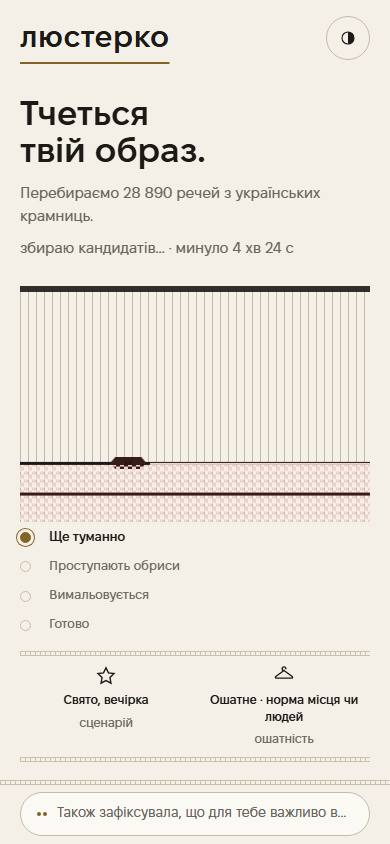 люстерко
Тчеться
твій образ.
Перебираємо 28 890 речей з українських
крамниць.
збираю кандидатів... · минуло 4 хв 24 с
Ще туманно
Проступають обриси
Вимальовується
Готово
Свято, вечірка
сценарій
Ошатне · норма місця чи
людей
ошатність
Також зафіксувала, що для тебе важливо в...